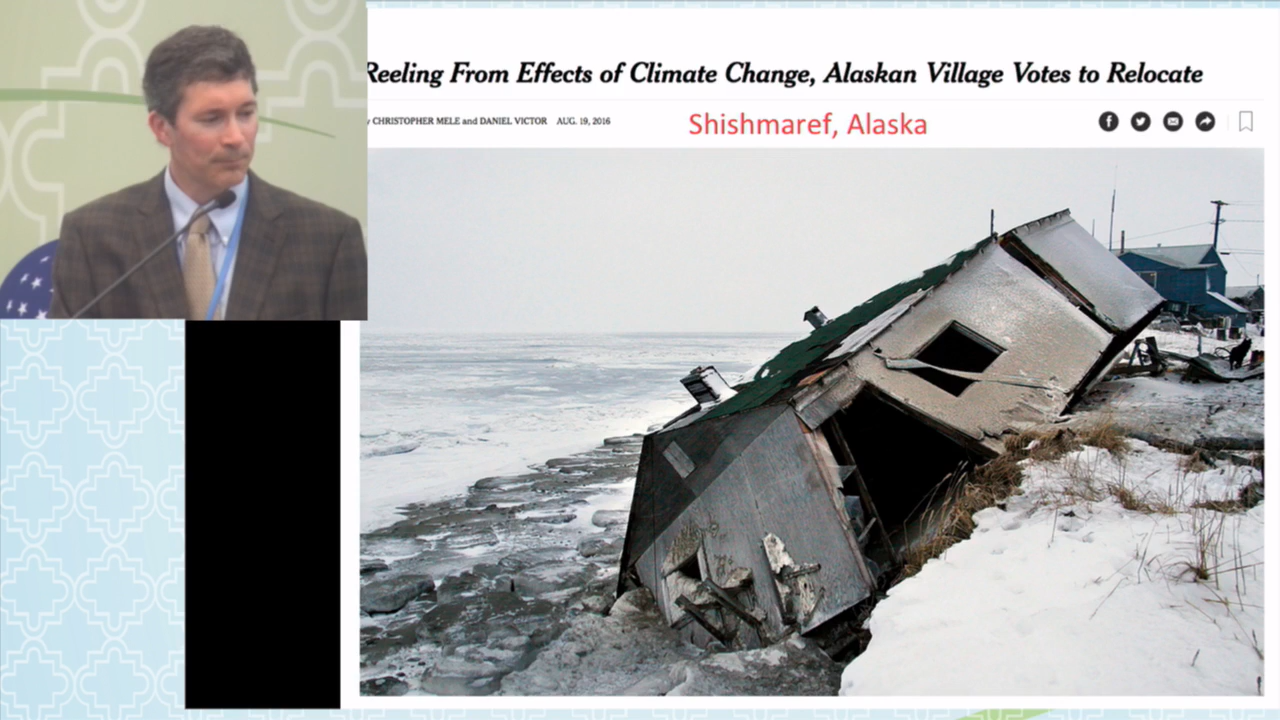 Reeling From Effects of Climate Change, Alaskan Village Votes to Relocate
CHRISTOPHER MELE and DANIEL VICTOR AUG. 19, 2016
Shishmaref, Alaska